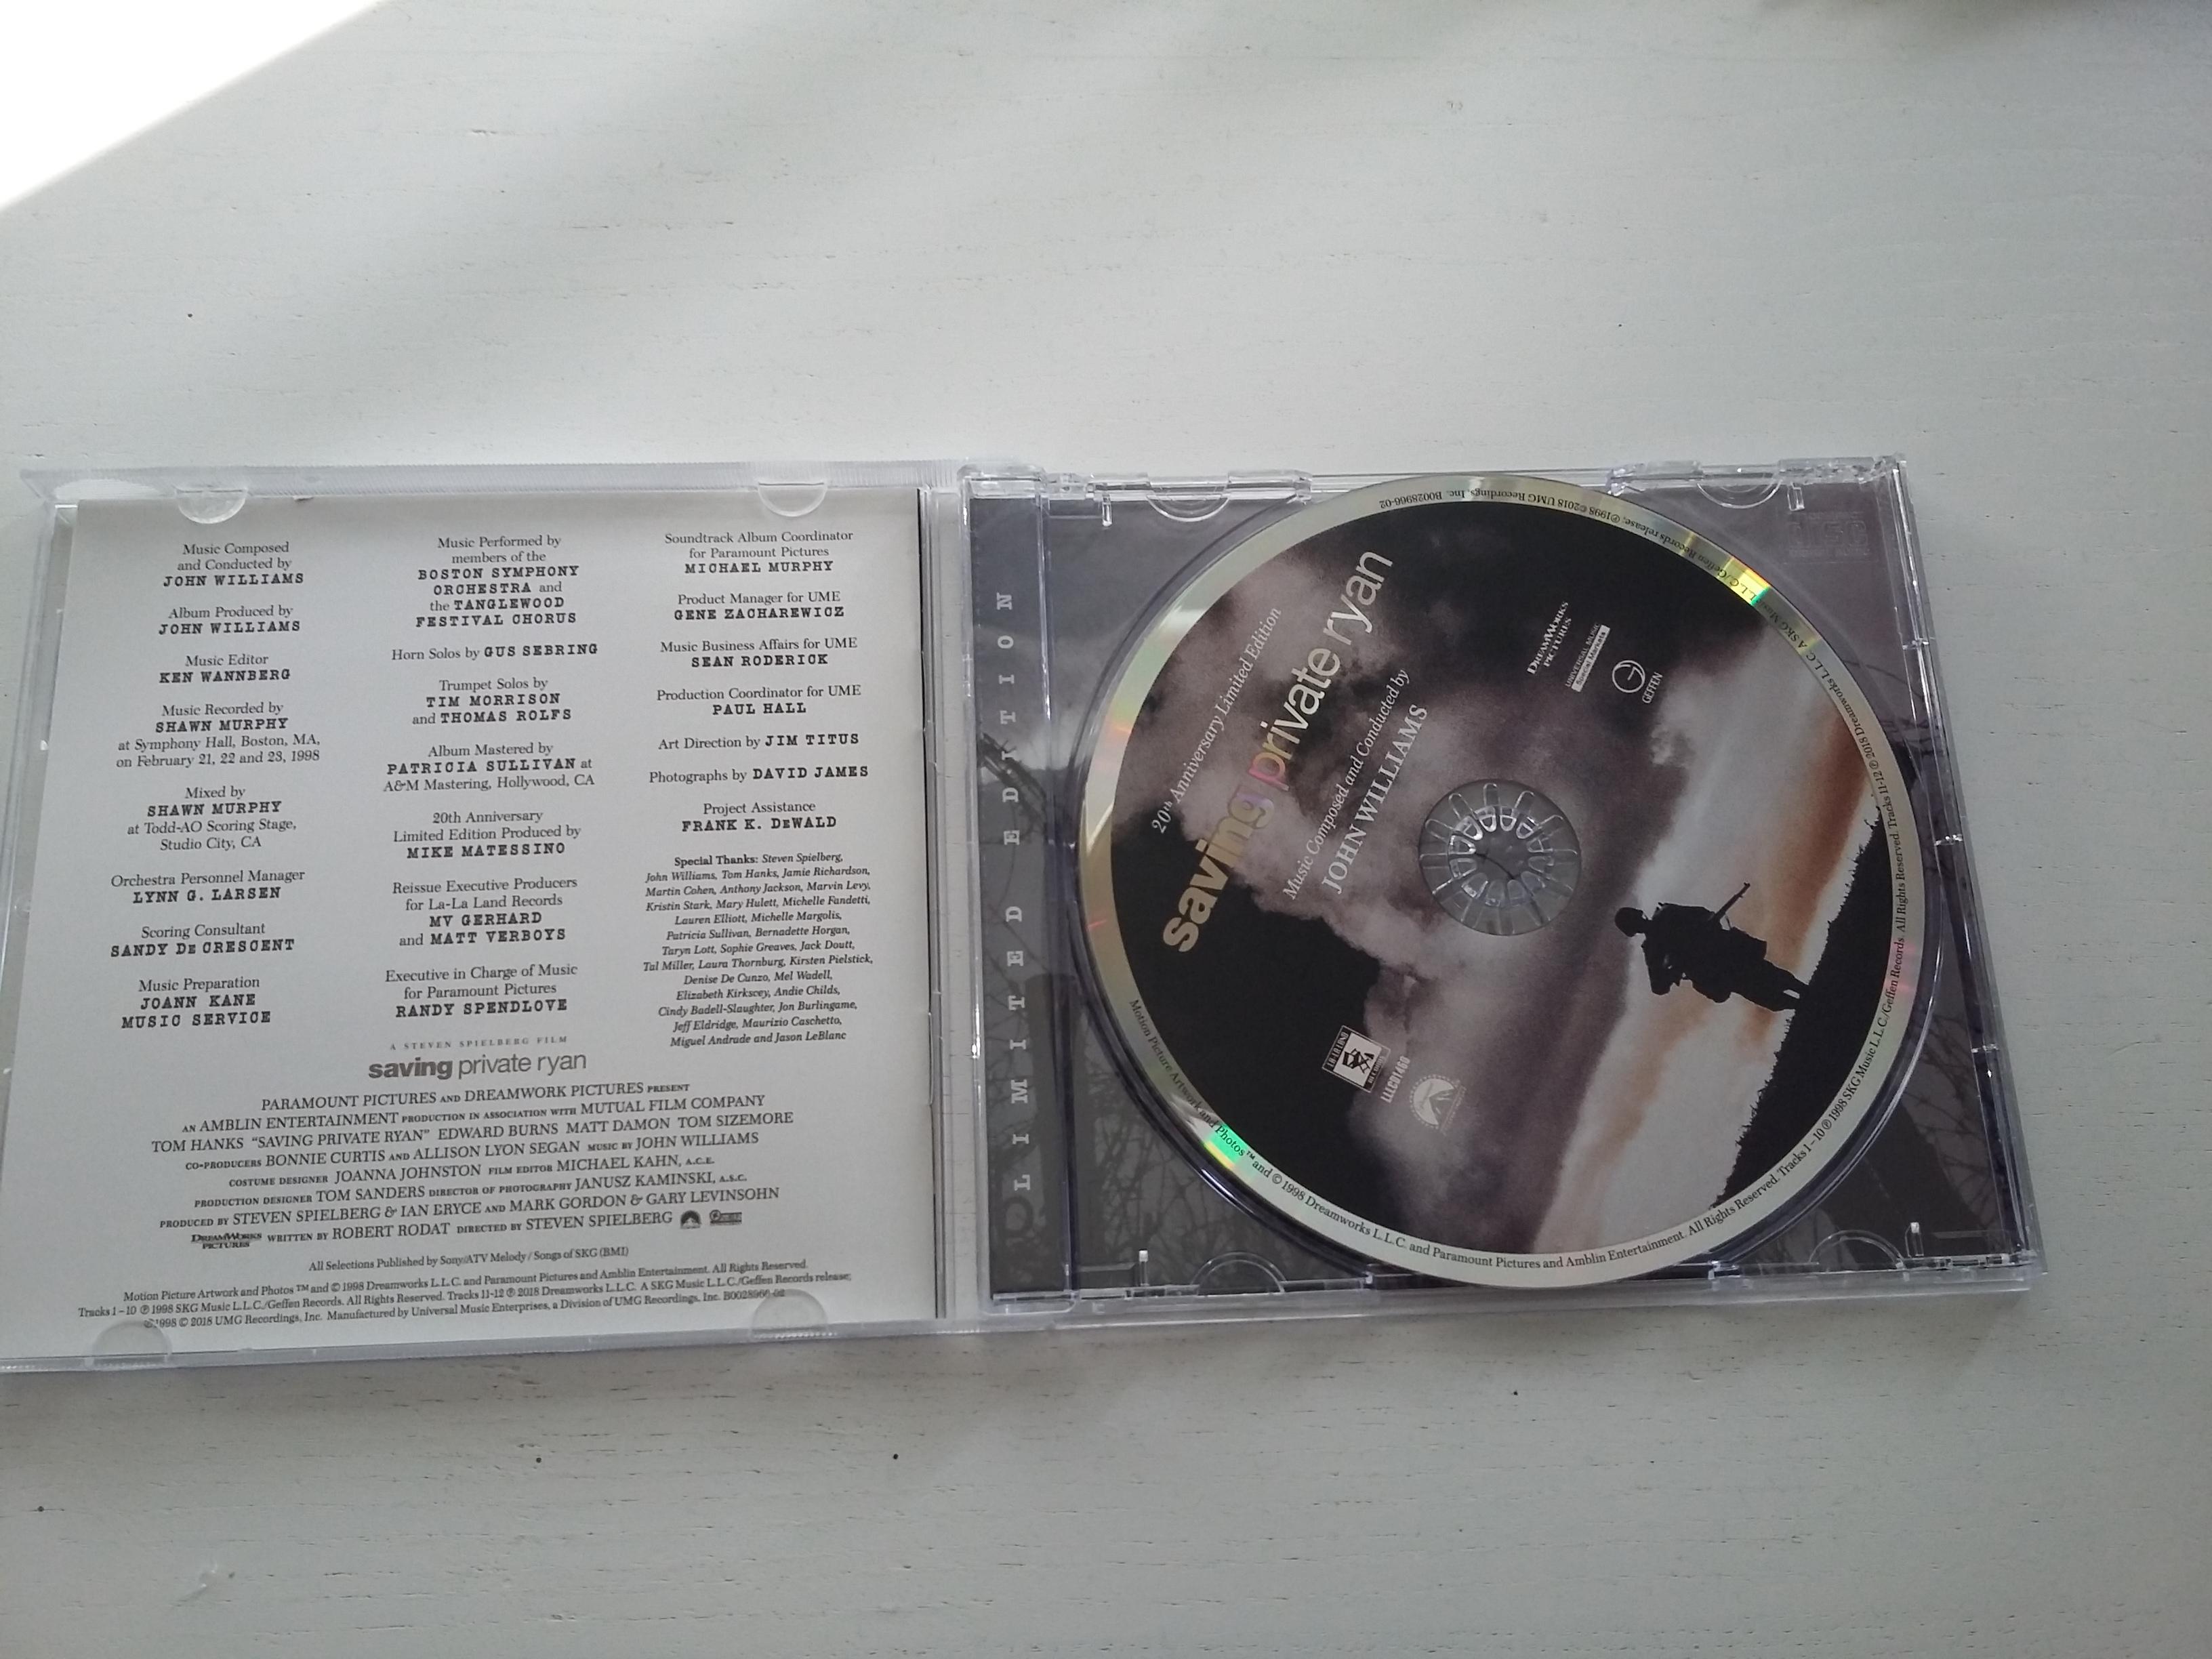 Music Composed
and Conducted by
JOHN WILLIAMS
Album Produced by
JOHN WILLIAMS
Music Editor
KEN WANNBERG
Music Recorded by
SHAWN MURPHY
at Symphony Hall, Boston, MA,
on February 21, 22 and 23, 1998
Mixed by
SHAWN MURPHY
at Todd-AO Scoring Stage,
Studio City, CA
Orchestra Personnel Manager
LYNN G. LARSEN
Scoring Consultant
SANDY De CRESCENT
Music Preparation
JOANN KANE
MUSIC SERVICE
Music Performed by
members of the
BOSTON SYMPHONY
ORCHESTRA and
the TANGLEWOOD
FESTIVAL CHORUS
Horn Solos by GUS SEBRING
Trumpet Solos by
TIM MORRISON
and THOMAS ROLFS
Album Mastered by
PATRICIA SULLIVAN at
A&M Mastering, Hollywood, CA
20th Anniversary
Limited Edition Produced by
MIKE MATESSINO
Reissue Executive Producers
for La-La Land Records
MV GERHARD
and MATT VERBOYS
Executive in Charge of Music
for Paramount Pictures
RANDY SPENDLOVE
Soundtrack Album Coordinator
for Paramount Pictures
MICHAEL MURPHY
Product Manager for UME
GENE ZACHAREWICZ
Music Business Affairs for UME
SEAN RODERICK
Production Coordinator for UME
PAUL HALL
Art Direction by JIM TITUS
Photographs by DAVID JAMES
Project Assistance
FRANK K. DeWALD
Special Thanks: Steven Spielberg,
John Williams, Tom Hanks, Jamie Richardson,
Martin Cohen, Anthony Jackson, Marvin Levy,
Kristin Stark, Mary Hulett, Michelle Fandetti,
Lauren Elliott, Michelle Margolis,
Patricia Sullivan, Bernadette Horgan,
Taryn Lott, Sophie Greaves, Jack Doutt,
Tal Miller, Laura Thornburg, Kirsten Pielstick,
Denise De Cunzo, Mel Wadell,
Elizabeth Kirkscey, Andie Childs,
Cindy Badell-Slaughter, Jon Burlingame,
Jeff Eldridge, Maurizio Caschetto,
Miguel Andrade and Jason LeBlanc
A STEVEN SPIELBERG FILM
saving private ryan
PARAMOUNT PICTURES AND DREAMWORK PICTURES PRESENT
AN AMBLIN ENTERTAINMENT PRODUCTION IN ASSOCIATION WITH MUTUAL FILM COMPANY
TOM HANKS "SAVING PRIVATE RYAN" EDWARD BURNS MATT DAMON TOM SIZEMORE
CO-PRODUCERS BONNIE CURTIS AND ALLISON LYON SEGAN MUSIC BY JOHN WILLIAMS
COSTUME DESIGNER JOANNA JOHNSTON FILM EDITOR MICHAEL KAHN, A.C.E.
PRODUCTION DESIGNER TOM SANDERS DIRECTOR OF PHOTOGRAPHY JANUSZ KAMINSKI, A.S.C.
PRODUCED BY STEVEN SPIELBERG & IAN BRYCE AND MARK GORDON & GARY LEVINSOHN
DREAMWORKS PICTURES WRITTEN BY ROBERT RODAT DIRECTED BY STEVEN SPIELBERG
All Selections Published by Sony/ATV Melody / Songs of SKG (BMI)
Motion Picture Artwork and Photos ™ and © 1998 Dreamworks L.L.C. and Paramount Pictures and Amblin Entertainment. All Rights Reserved.
Tracks 1–10 ℗ 1998 SKG Music L.L.C./Geffen Records. All Rights Reserved. Tracks 11-12 ℗ 2018 Dreamworks L.L.C. A SKG Music L.L.C./Geffen Records release;
℗1998 © 2018 UMG Recordings, Inc. Manufactured by Universal Music Enterprises, a Division of UMG Recordings, Inc. B0028966-02
LIMITED EDITION
20th Anniversary Limited Edition
saving private ryan
Music Composed and Conducted by
JOHN WILLIAMS
DREAMWORKS
PICTURES
UNIVERSAL MUSIC
Special Markets
GEFFEN
LA LA LAND
LLLCD1460
Motion Picture Artwork and Photos™ and © 1998 Dreamworks L.L.C. and Paramount Pictures and Amblin Entertainment. All Rights Reserved. Tracks 1–10 ℗ 1998 SKG Music L.L.C./Geffen Records. All Rights Reserved. Tracks 11-12 ℗ 2018 Dreamworks L.L.C. A SKG Music L.L.C./Geffen Records release; ℗1998 ©2018 UMG Recordings, Inc. B0028966-02